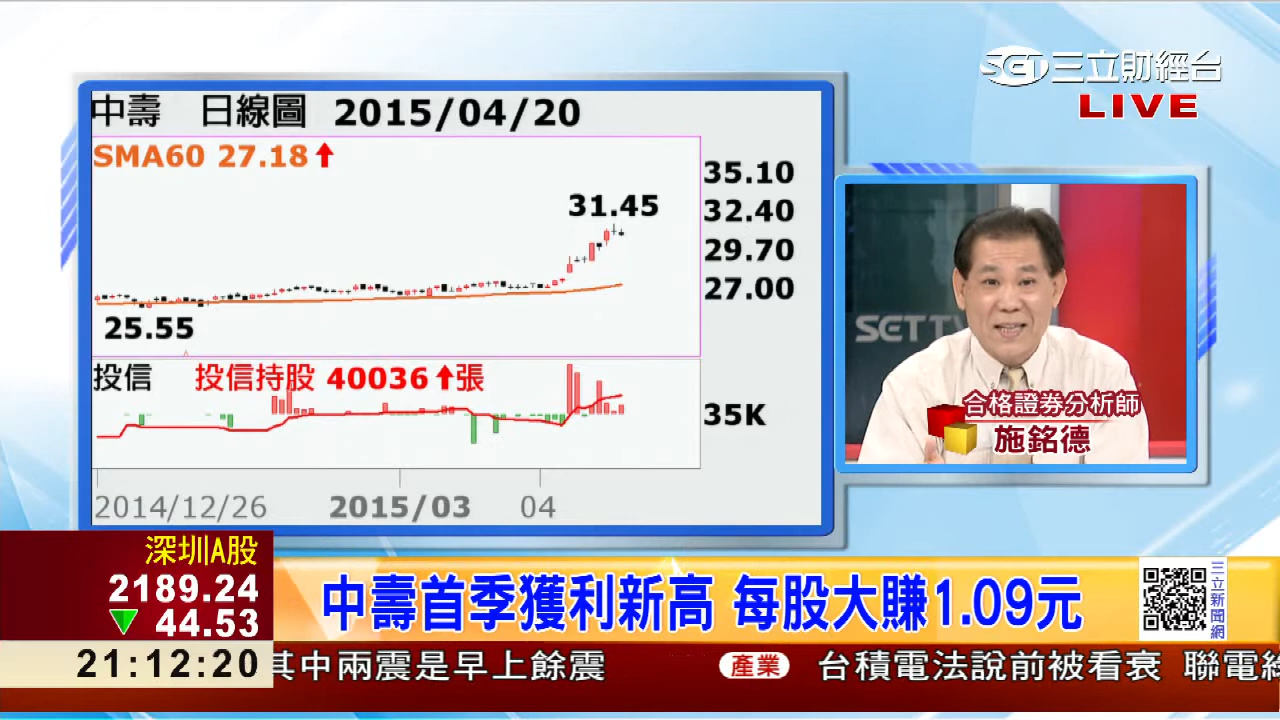 SET 三立財經台
LIVE
中壽 日線圖 2015/04/20
SMA60 27.18⬆
35.10
31.45
32.40
29.70
27.00
25.55
投信 投信持股 40036⬆張
35K
2014/12/26 2015/03 04
SET TV
合格證券分析師
施銘德
深圳A股
2189.24
▼ 44.53
中壽首季獲利新高 每股大賺1.09元
三立新聞網
21:12:20
其中兩震是早上餘震 產業 台積電法說前被看衰 聯電綠